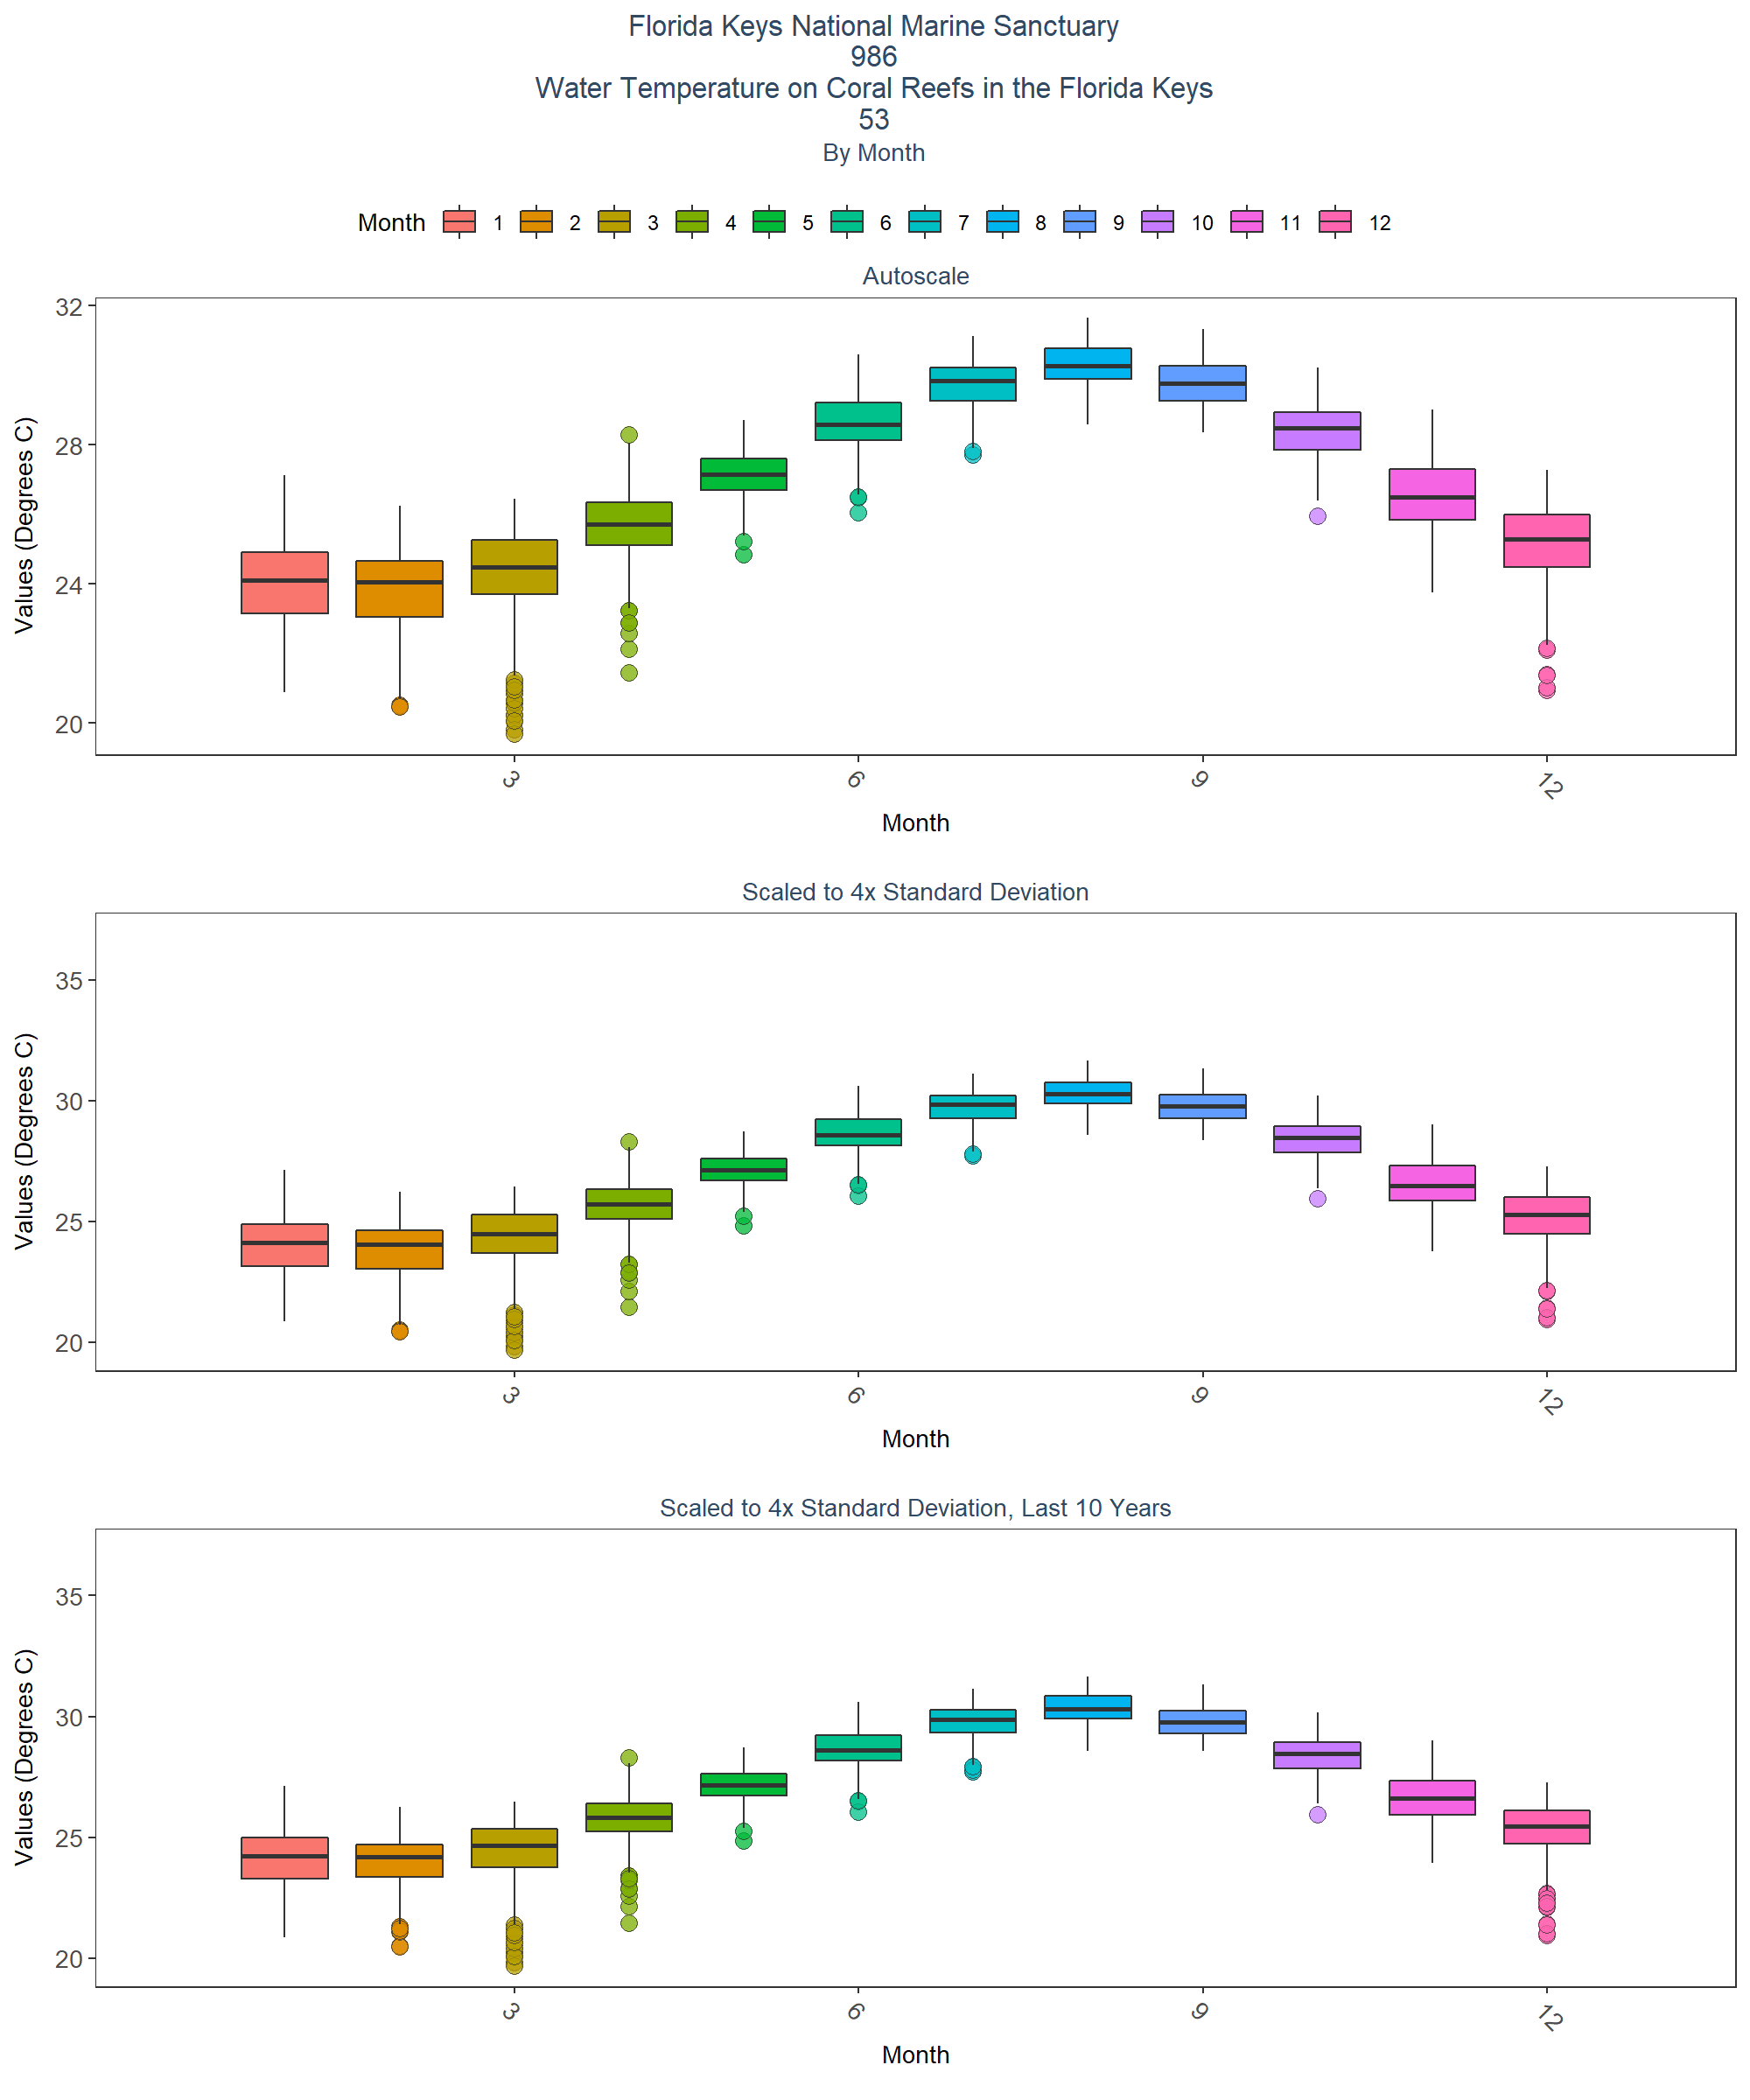 Florida Keys National Marine Sanctuary
986
Water Temperature on Coral Reefs in the Florida Keys
53
By Month
Month 1 2 3 4 5 6 7 8 9 10 11 12
Autoscale
Values (Degrees C)
32
28
24
20
3 6 9 12
Month
Scaled to 4x Standard Deviation
Values (Degrees C)
35
30
25
20
3 6 9 12
Month
Scaled to 4x Standard Deviation, Last 10 Years
Values (Degrees C)
35
30
25
20
3 6 9 12
Month